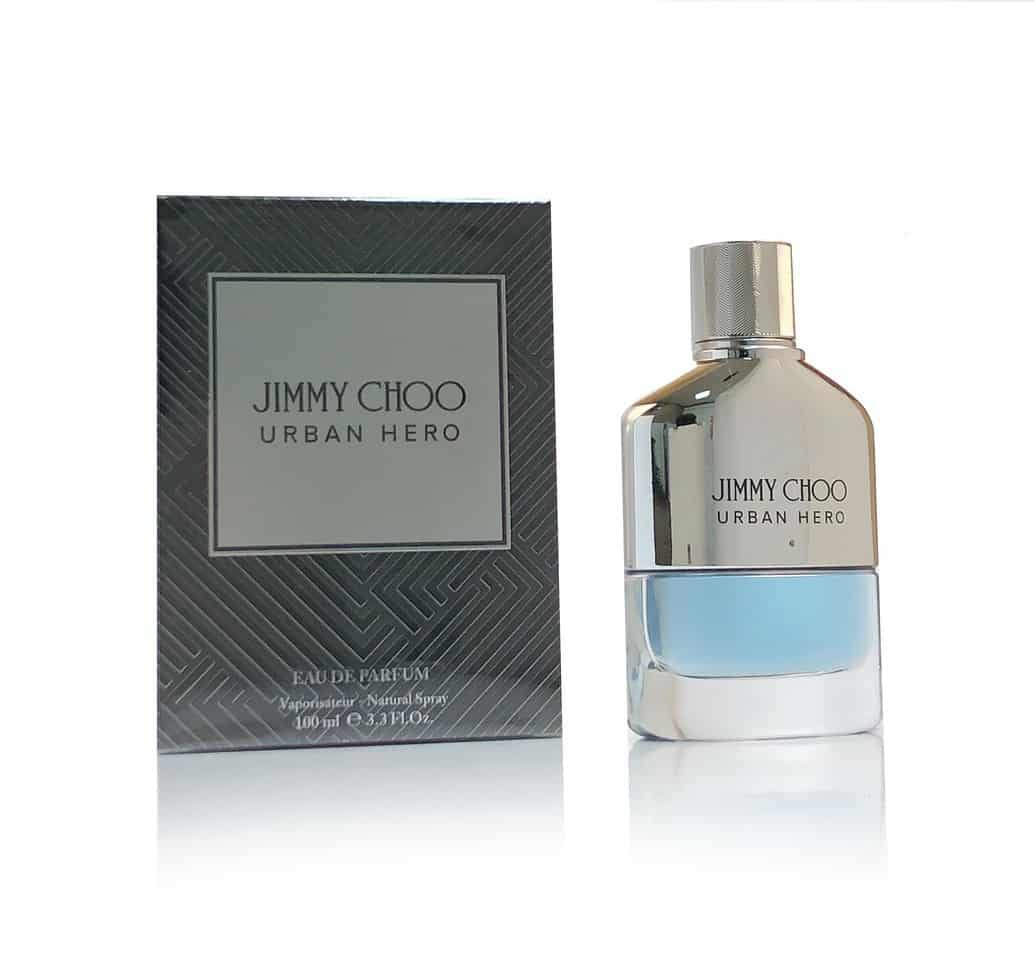 JIMMY CHOO
URBAN HERO
EAU DE PARFUM
Vaporisateur - Natural Spray
100 ml ℮ 3.3 Fl.Oz.
JIMMY CHOO
URBAN HERO